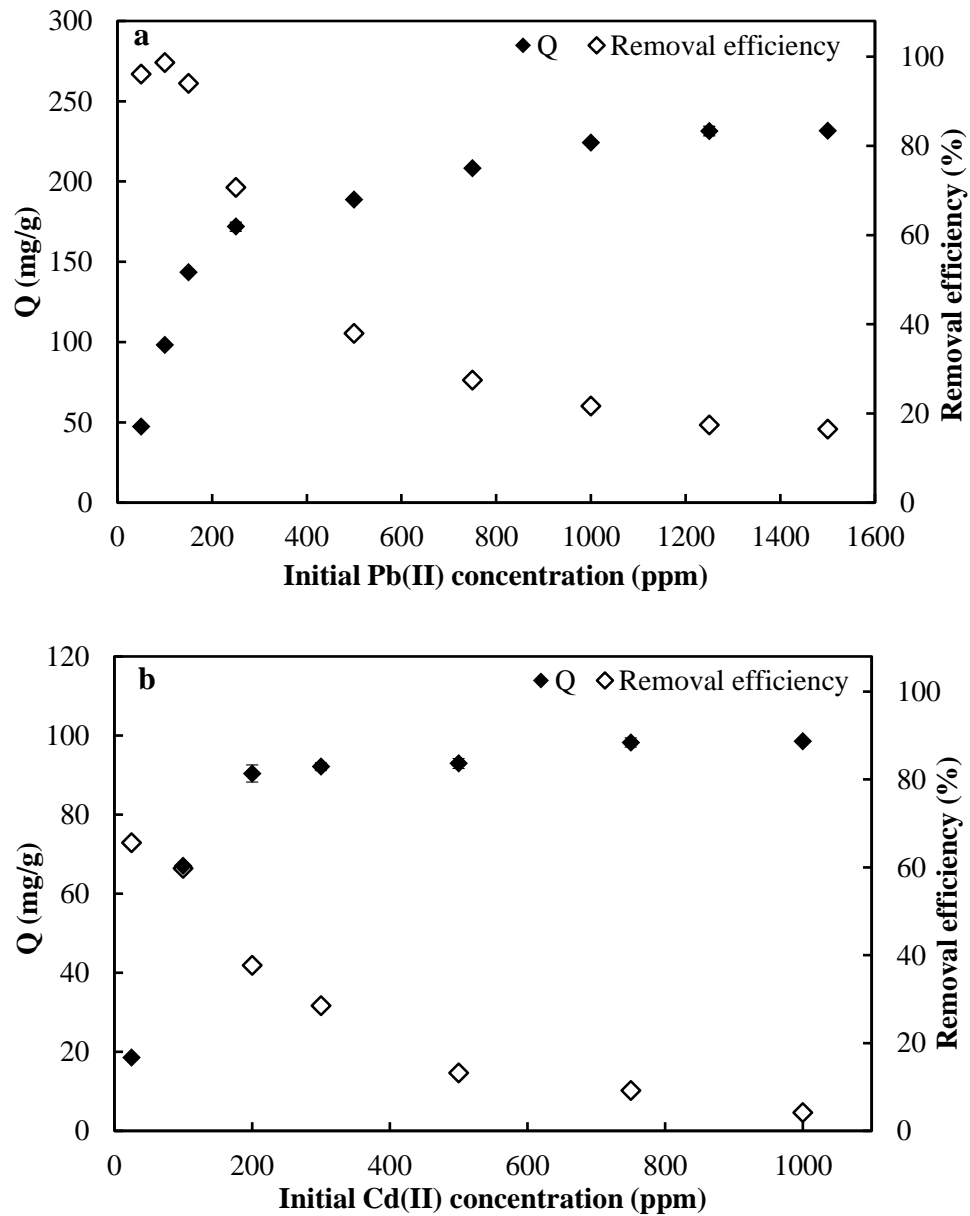 a
Q Removal efficiency
300
250
200
150
100
50
0
Q (mg/g)
100
80
60
40
20
0
Removal efficiency (%)
0 200 400 600 800 1000 1200 1400 1600
Initial Pb(II) concentration (ppm)
b
Q Removal efficiency
120
100
80
60
40
20
0
Q (mg/g)
100
80
60
40
20
0
Removal efficiency (%)
0 200 400 600 800 1000
Initial Cd(II) concentration (ppm)